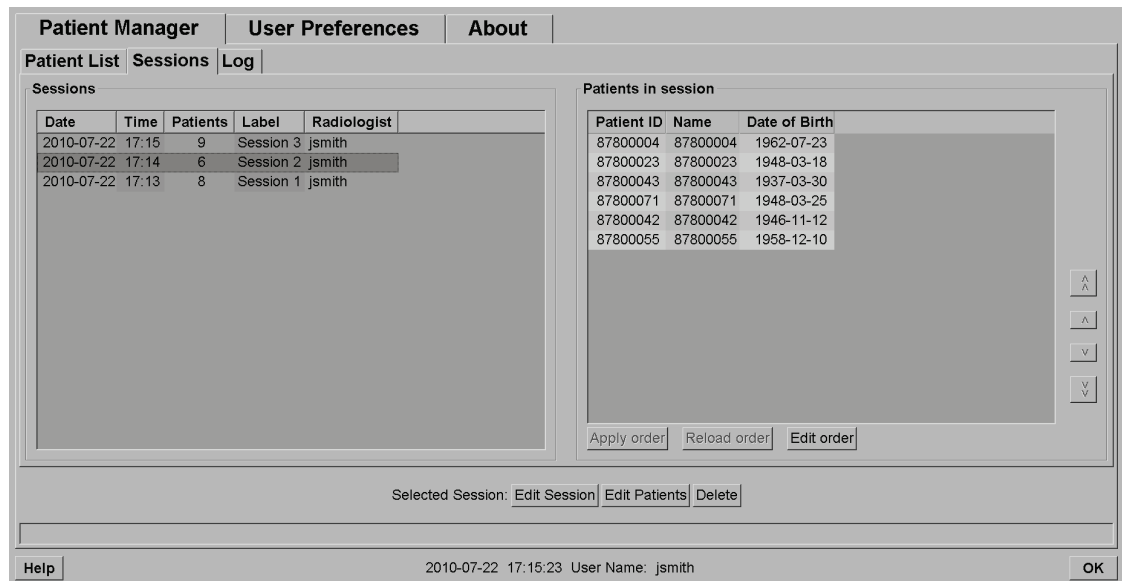 Patient Manager User Preferences About
Patient List Sessions Log
Sessions
Date Time Patients Label Radiologist
2010-07-22 17:15 9 Session 3 jsmith
2010-07-22 17:14 6 Session 2 jsmith
2010-07-22 17:13 8 Session 1 jsmith
Patients in session
Patient ID Name Date of Birth
87800004 87800004 1962-07-23
87800023 87800023 1948-03-18
87800043 87800043 1937-03-30
87800071 87800071 1948-03-25
87800042 87800042 1946-11-12
87800055 87800055 1958-12-10
Apply order Reload order Edit order
Selected Session: Edit Session Edit Patients Delete
Help 2010-07-22 17:15:23 User Name: jsmith OK